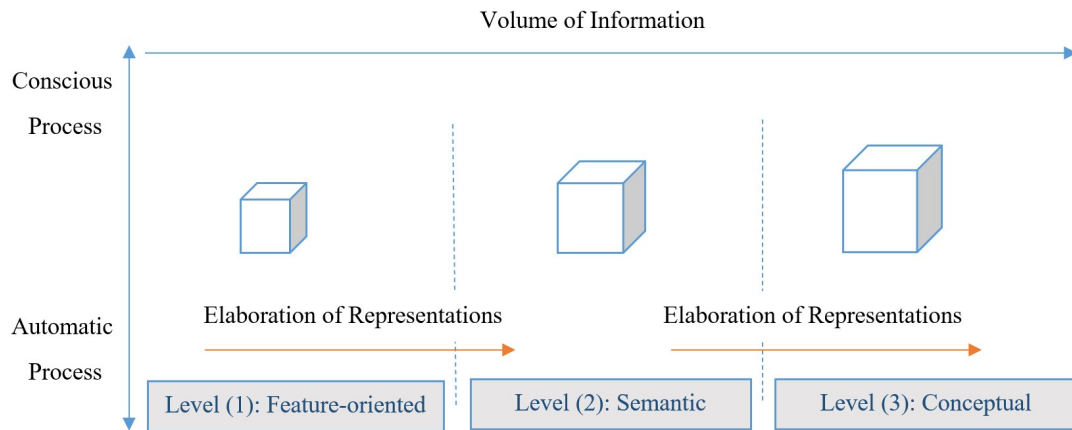 Volume of Information
Conscious
Process
Elaboration of Representations
Elaboration of Representations
Automatic
Process
Level (1): Feature-oriented
Level (2): Semantic
Level (3): Conceptual